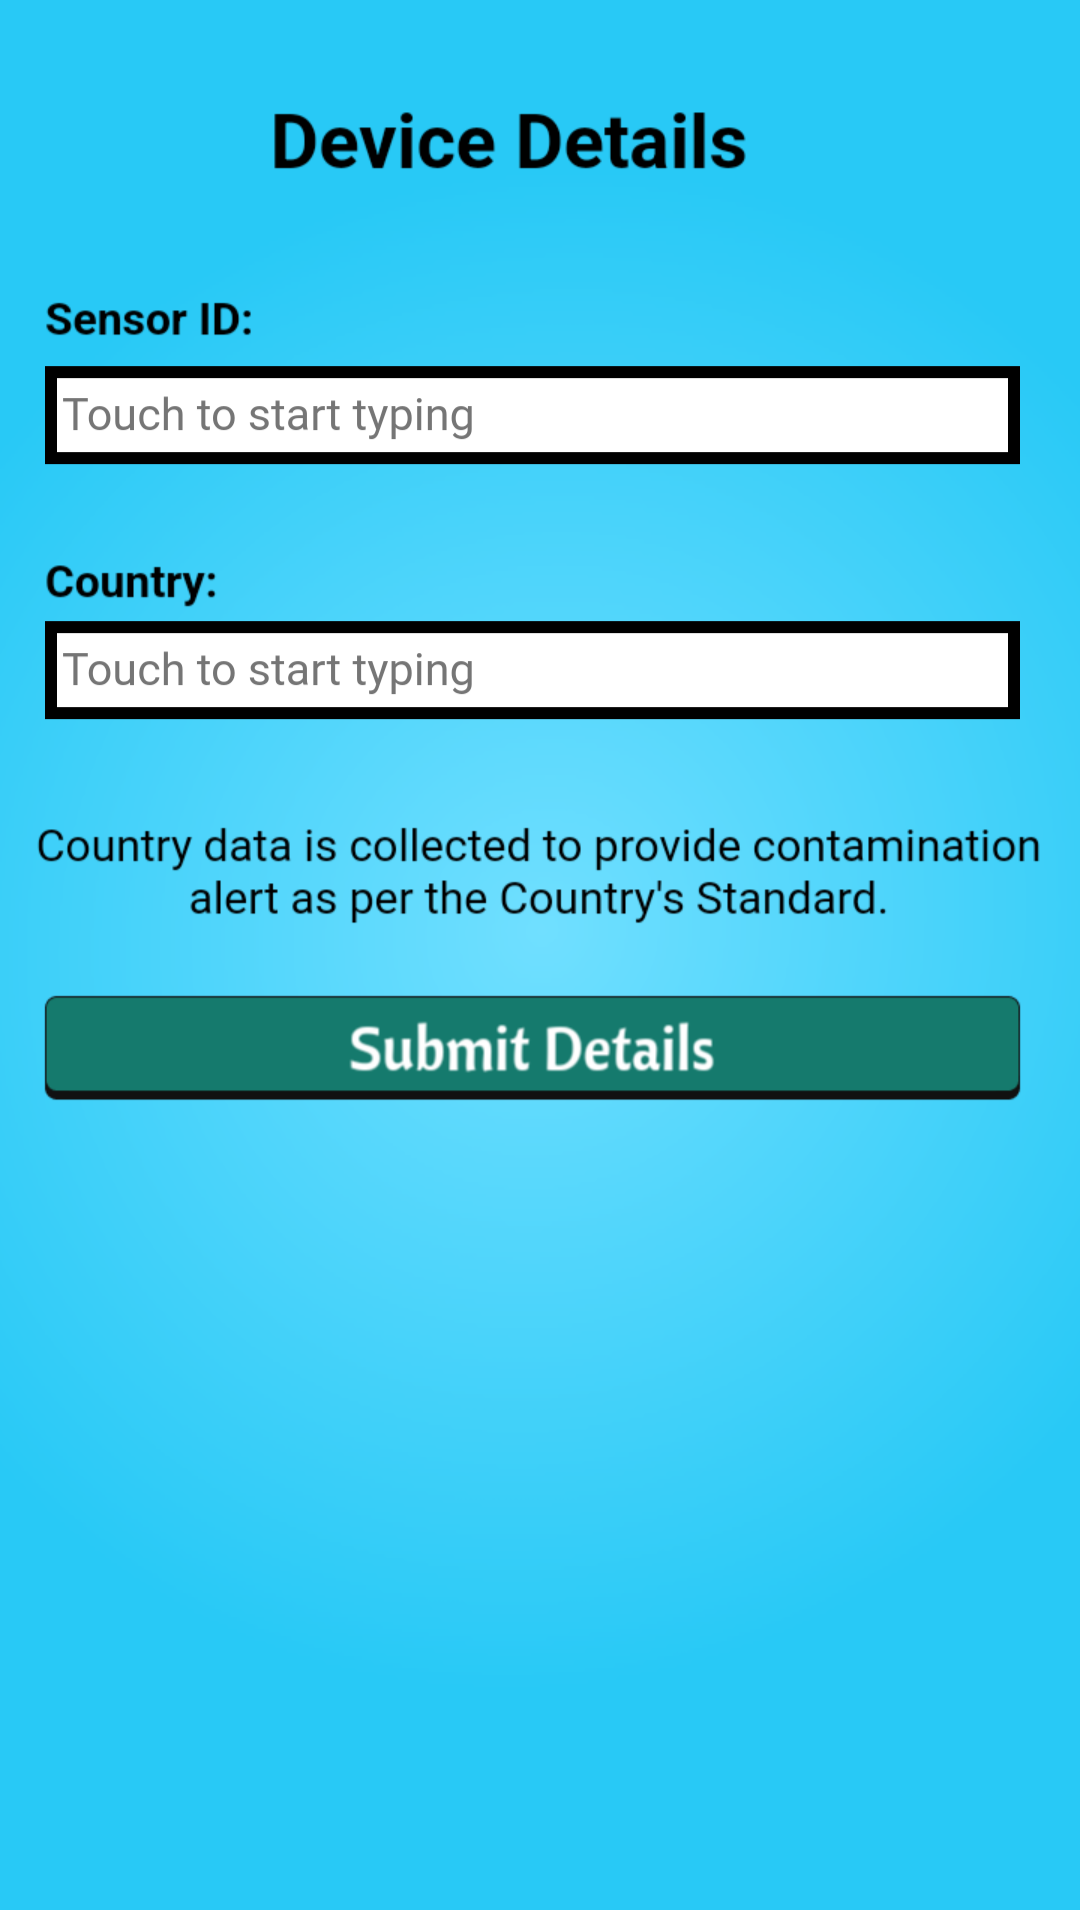 Device Details
Sensor ID:
Touch to start typing
Country:
Touch to start typing
Country data is collected to provide contamination
alert as per the Country's Standard.
Submit Details